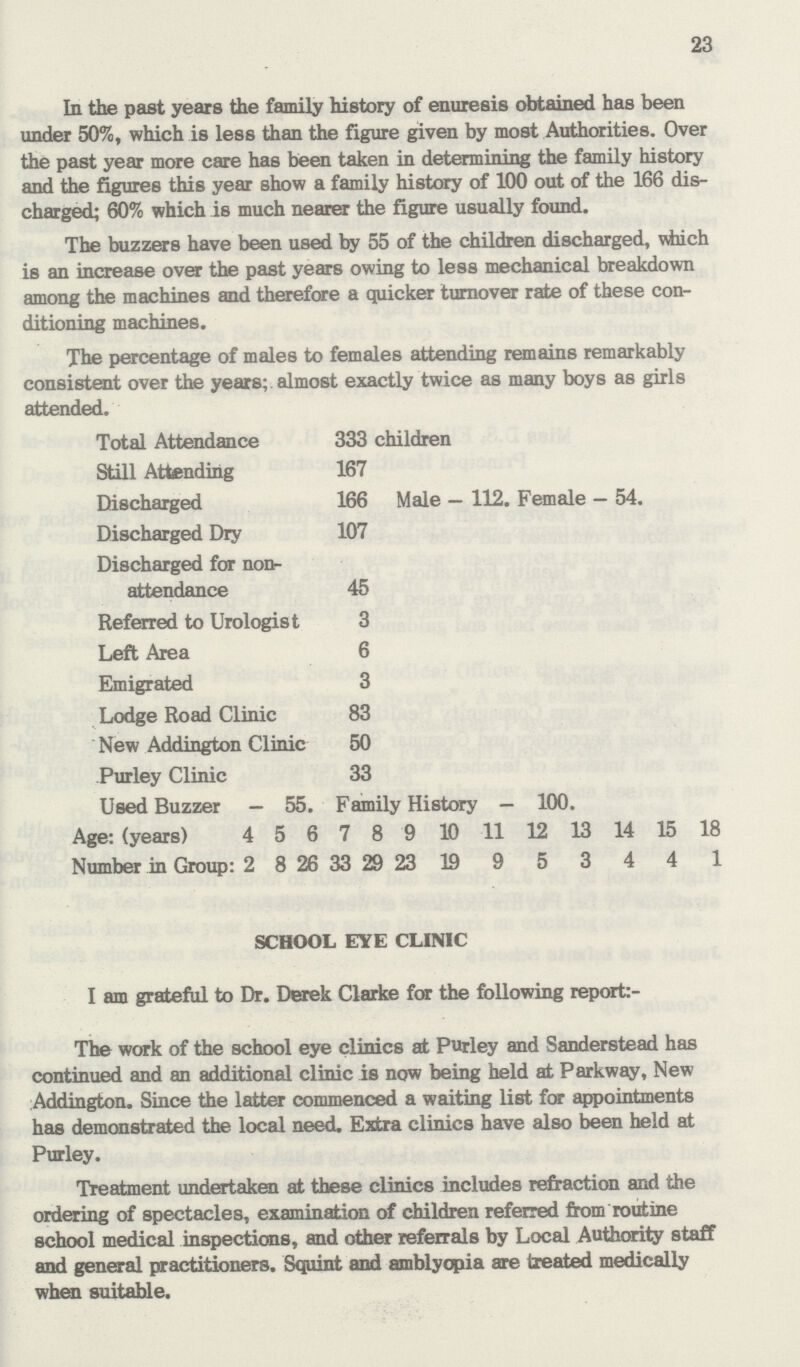 23
In the past years the family history of enuresis obtained has been
under 50%, which is less than the figure given by most Authorities. Over
the past year more care has been taken in determining the family history
and the figures this year show a family history of 100 out of the 166 dis-
charged; 60% which is much nearer the figure usually found.
The buzzers have been used by 55 of the children discharged, which
is an increase over the past years owing to less mechanical breakdown
among the machines and therefore a quicker turnover rate of these con-
ditioning machines.
The percentage of males to females attending remains remarkably
consistent over the years; almost exactly twice as many boys as girls
attended.
Total Attendance 333 children
Still Attending 167
Discharged 166 Male – 112. Female – 54.
Discharged Dry 107
Discharged for non-
attendance 45
Referred to Urologist 3
Left Area 6
Emigrated 3
Lodge Road Clinic 83
New Addington Clinic 50
Purley Clinic 33
Used Buzzer – 55. Family History – 100.
Age: (years) 4 5 6 7 8 9 10 11 12 13 14 15 18
Number in Group: 2 8 26 33 29 23 19 9 5 3 4 4 1
SCHOOL EYE CLINIC
I am grateful to Dr. Derek Clarke for the following report:-
The work of the school eye clinics at Purley and Sanderstead has
continued and an additional clinic is now being held at Parkway, New
Addington. Since the latter commenced a waiting list for appointments
has demonstrated the local need. Extra clinics have also been held at
Purley.
Treatment undertaken at these clinics includes refraction and the
ordering of spectacles, examination of children referred from routine
school medical inspections, and other referrals by Local Authority staff
and general practitioners. Squint and amblyopia are treated medically
when suitable.